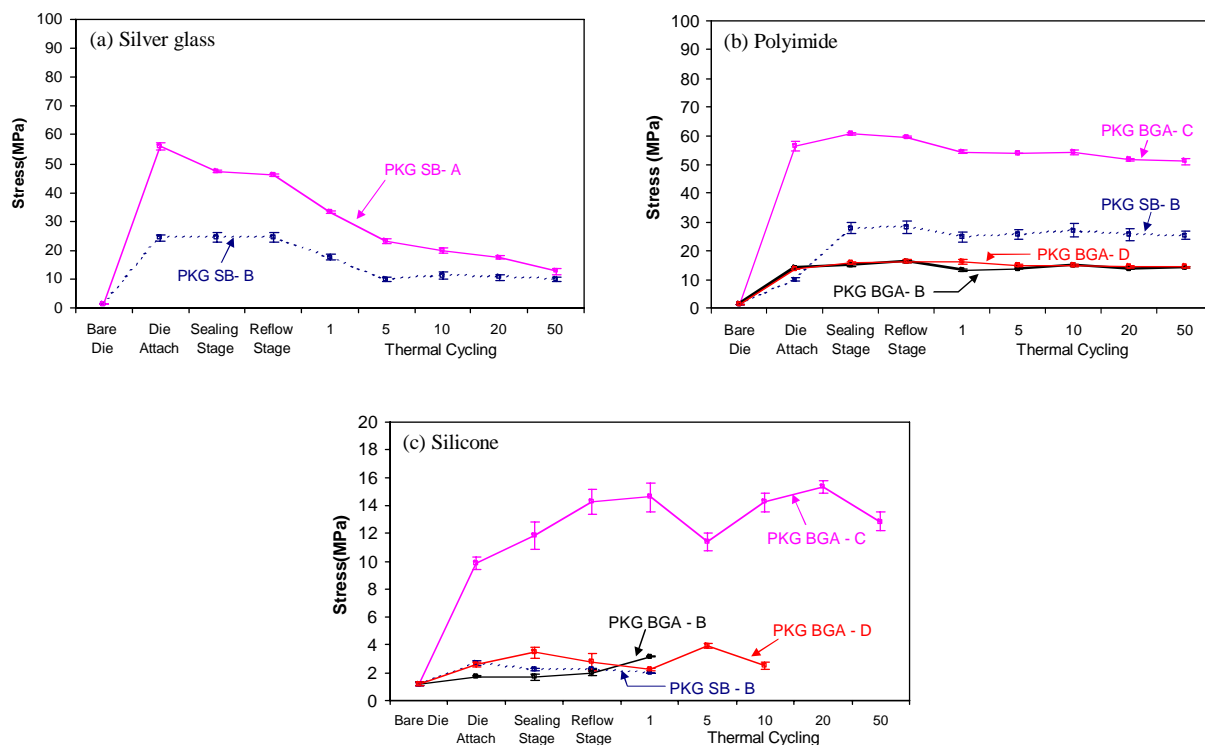 (a) Silver glass
Stress(MPa)
100
90
80
70
60
50
40
30
20
10
0
PKG SB- A
PKG SB- B
Bare Die Sealing Reflow 1 5 10 20 50
Die Attach Stage Stage Thermal Cycling
(b) Polyimide
Stress (MPa)
100
90
80
70
60
50
40
30
20
10
0
PKG BGA- C
PKG SB- B
PKG BGA- D
PKG BGA- B
Bare Die Sealing Reflow 1 5 10 20 50
Die Attach Stage Stage Thermal Cycling
(c) Silicone
Stress(MPa)
20
18
16
14
12
10
8
6
4
2
0
PKG BGA - C
PKG BGA - B
PKG BGA - D
PKG SB - B
Bare Die Die Sealing Reflow 1 5 10 20 50
Attach Stage Stage Thermal Cycling